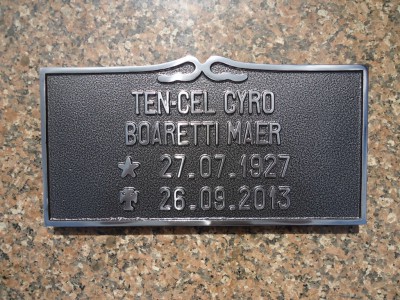 TEN-CEL CYRO
BOARETTI MAER
27.07.1927
26.09.2013